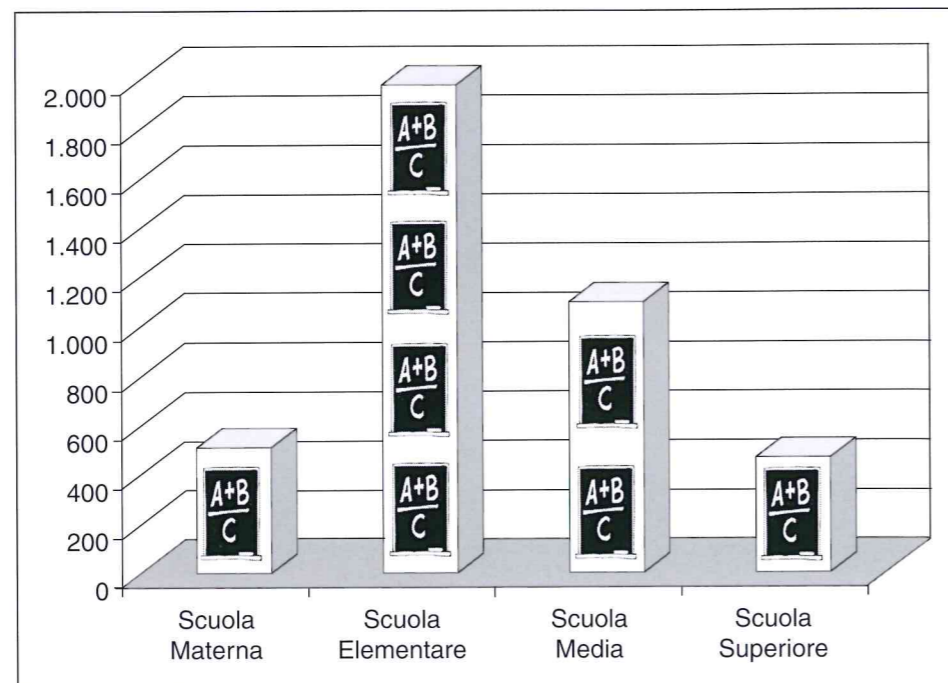 2.000
1.800
1.600
1.400
1.200
1.000
800
600
400
200
0
A+B
C
A+B
C
A+B
C
A+B
C
A+B
C
A+B
C
A+B
C
A+B
C
Scuola
Materna
Scuola
Elementare
Scuola
Media
Scuola
Superiore